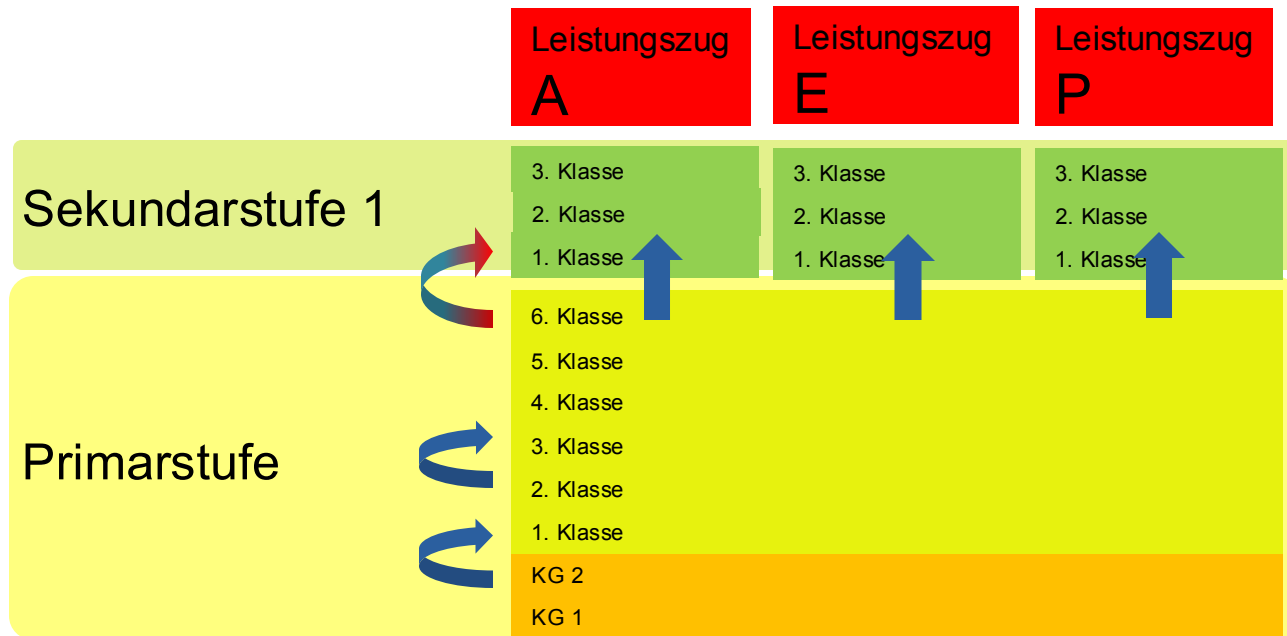 Leistungszug
A
Leistungszug
E
Leistungszug
P
Sekundarstufe 1
3. Klasse
2. Klasse
1. Klasse
3. Klasse
2. Klasse
1. Klasse
3. Klasse
2. Klasse
1. Klasse
Primarstufe
6. Klasse
5. Klasse
4. Klasse
3. Klasse
2. Klasse
1. Klasse
KG 2
KG 1